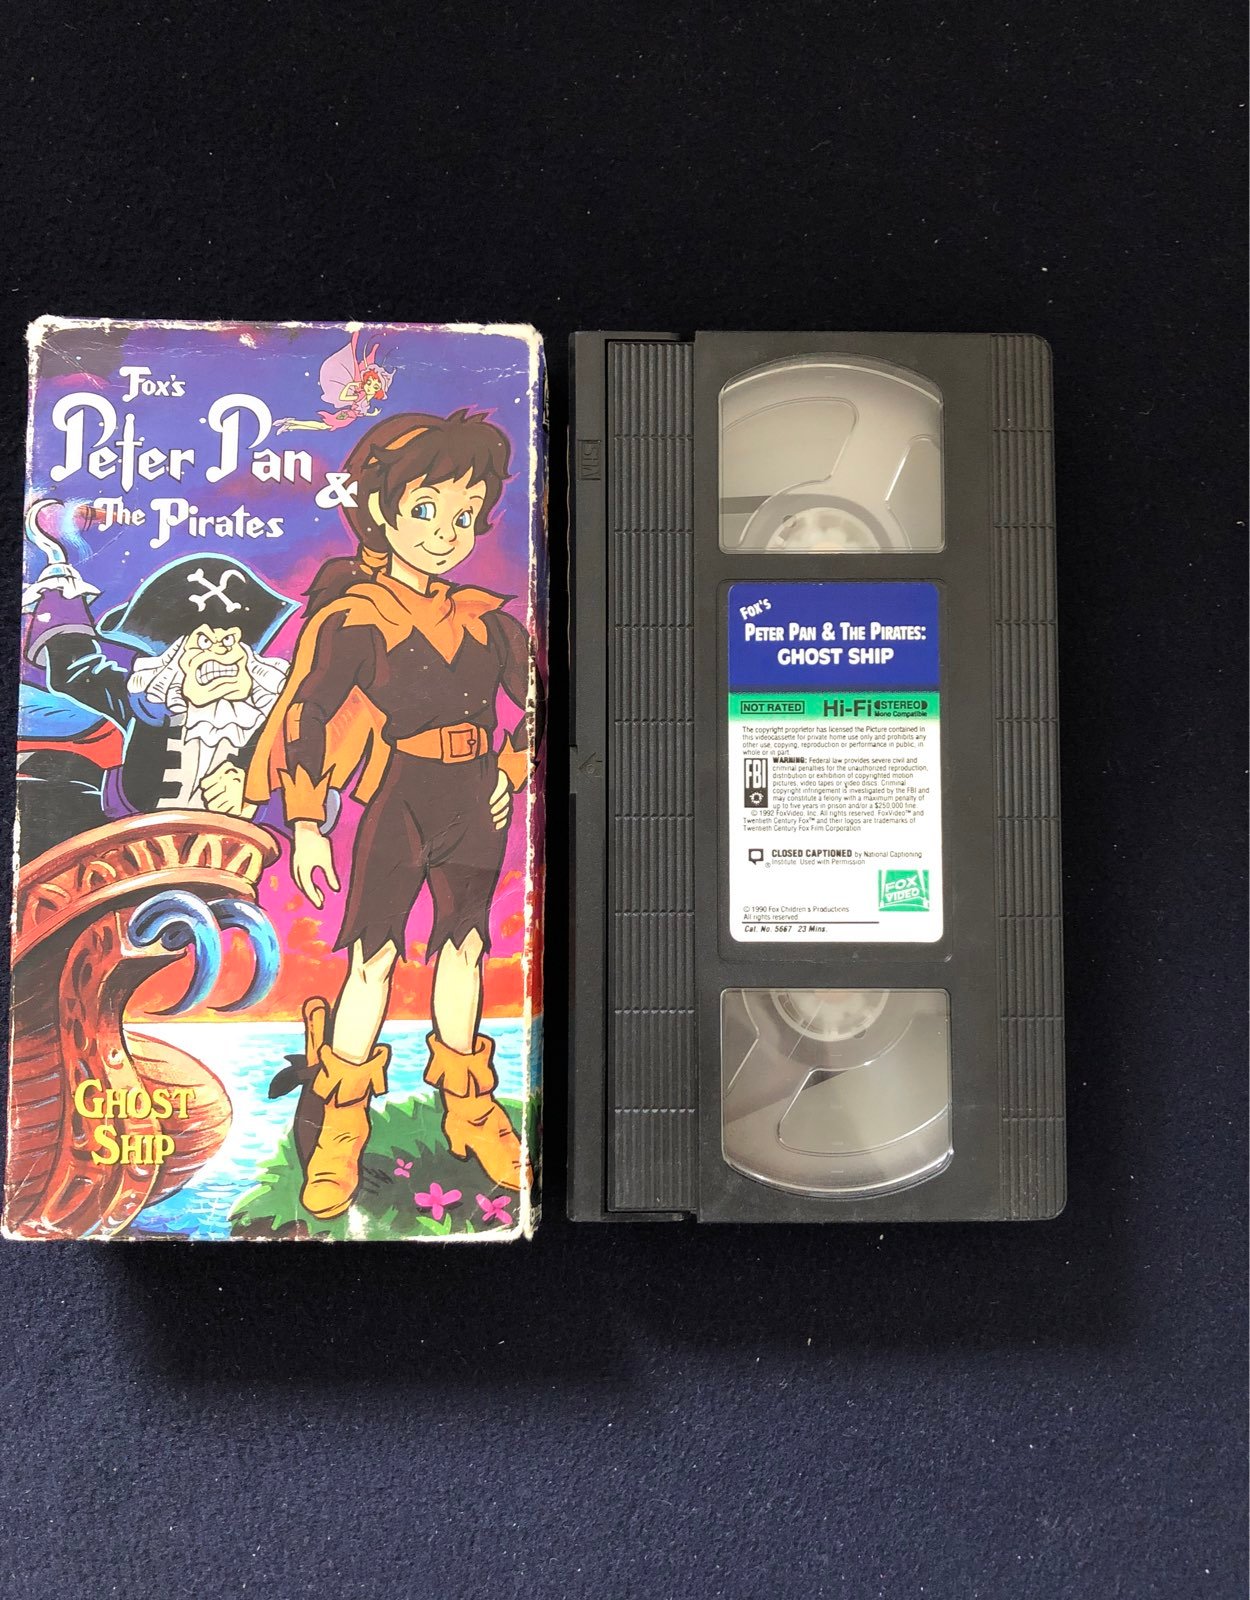 Fox's
Peter Pan
&
The Pirates
GHOST
SHIP
VHS
FOX'S
PETER PAN & THE PIRATES:
GHOST SHIP
NOT RATED Hi-Fi STEREO
Mono Compatible
The copyright proprietor has licensed the Picture contained in
this videocassette for private home use only and prohibits any
other use, copying, reproduction or performance in public, in
whole or in part.
FBI
WARNING: Federal law provides severe civil and
criminal penalties for the unauthorized reproduction,
distribution or exhibition of copyrighted motion
pictures, video tapes or video discs. Criminal
copyright infringement is investigated by the FBI and
may constitute a felony with a maximum penalty of
up to five years in prison and/or a $250,000 fine.
© 1992 FoxVideo, Inc. All rights reserved. FoxVideo™ and
Twentieth Century Fox™ and their logos are trademarks of
Twentieth Century Fox Film Corporation.
CLOSED CAPTIONED by National Captioning
® Institute. Used with Permission
FOX
VIDEO
© 1990 Fox Children's Productions
All rights reserved.
Cat. No. 5667 23 Mins.